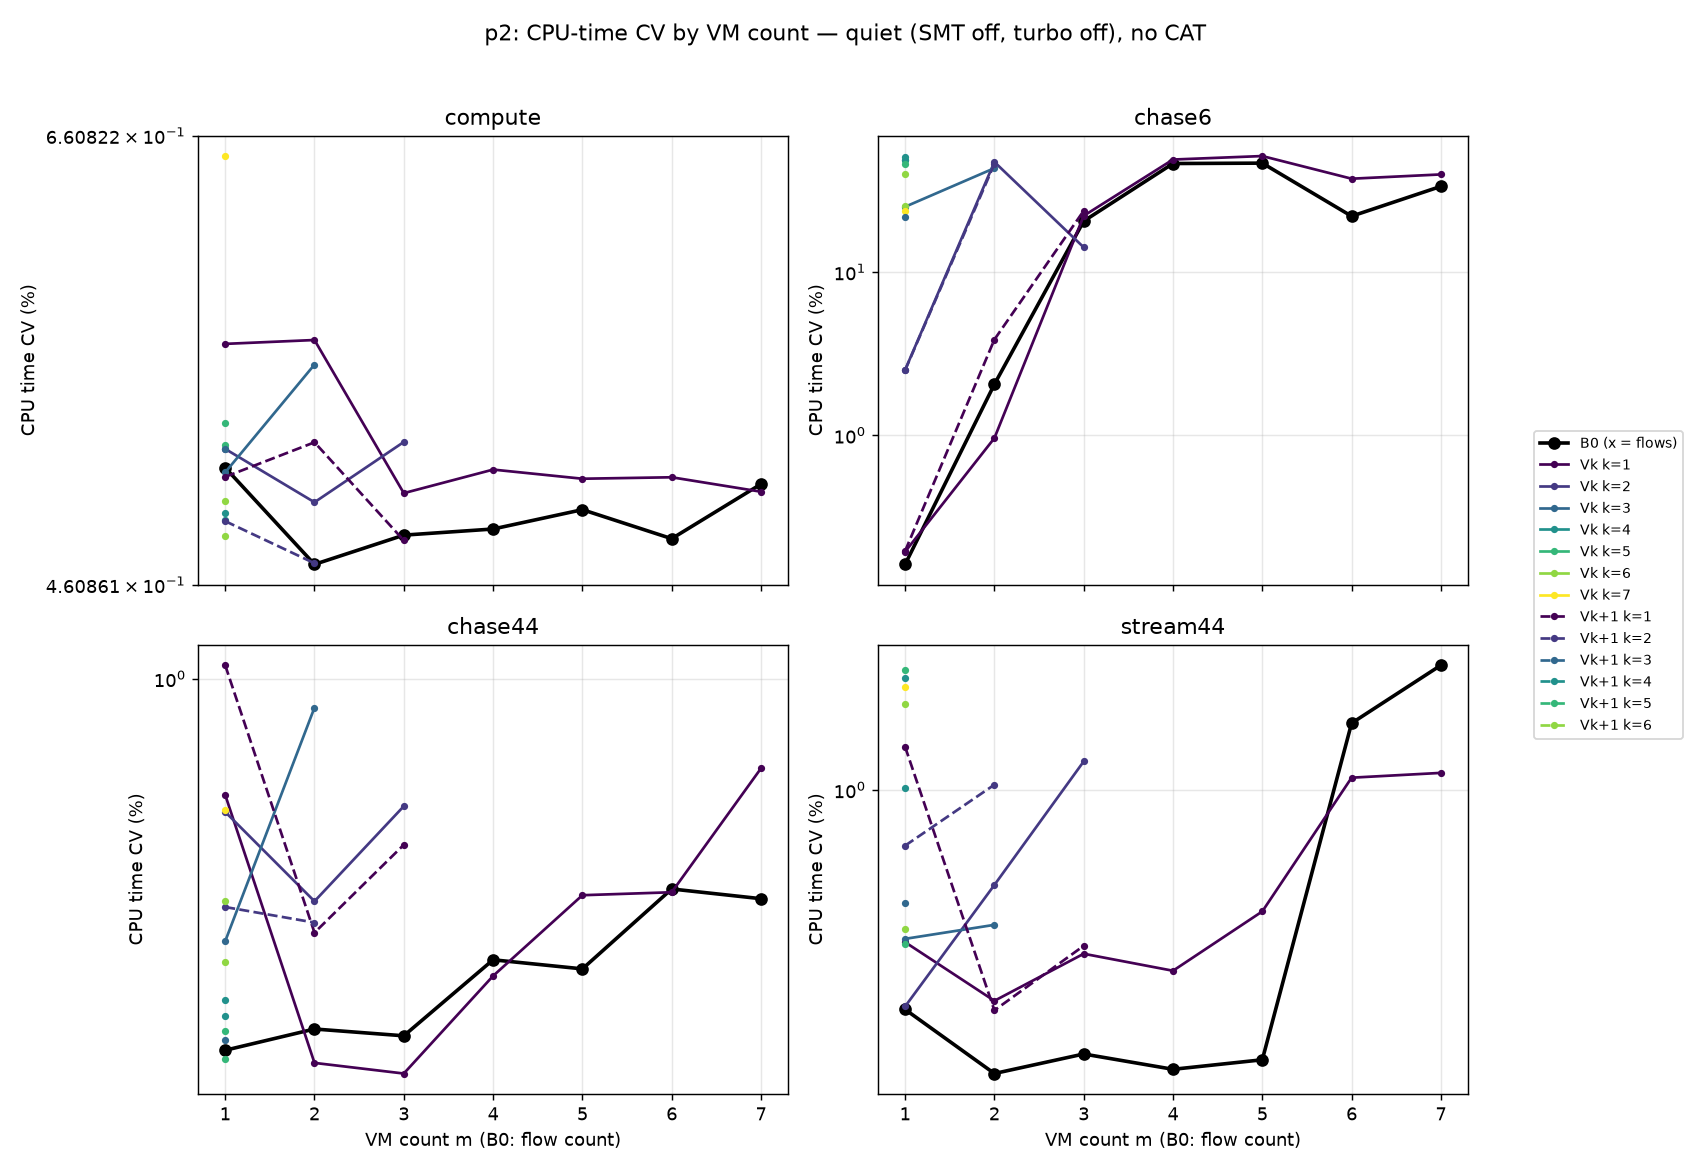 p2: CPU-time CV by VM count — quiet (SMT off, turbo off), no CAT
compute
6.60822 × 10⁻¹
4.60861 × 10⁻¹
CPU time CV (%)
chase6
10¹
10⁰
CPU time CV (%)
chase44
10⁰
CPU time CV (%)
1 2 3 4 5 6 7
VM count m (B0: flow count)
stream44
10⁰
CPU time CV (%)
1 2 3 4 5 6 7
VM count m (B0: flow count)
B0 (x = flows)
Vk k=1
Vk k=2
Vk k=3
Vk k=4
Vk k=5
Vk k=6
Vk k=7
Vk+1 k=1
Vk+1 k=2
Vk+1 k=3
Vk+1 k=4
Vk+1 k=5
Vk+1 k=6